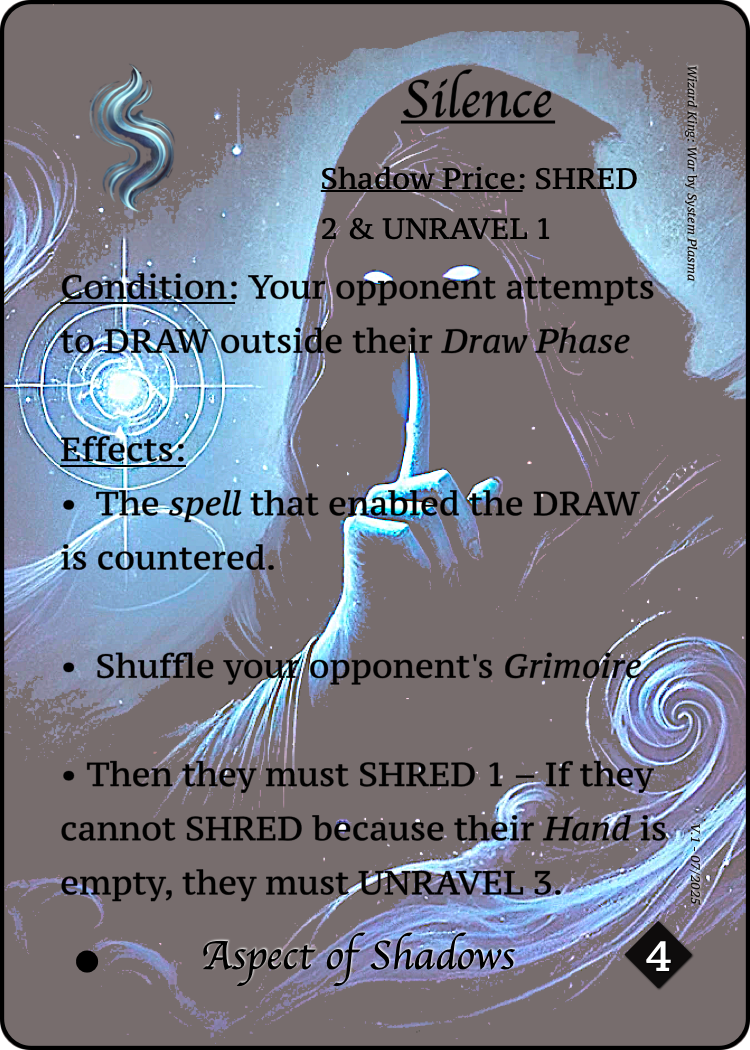 Silence
Wizard King: War by System Plasma
Shadow Price: SHRED
2 & UNRAVEL 1
Condition: Your opponent attempts
to DRAW outside their Draw Phase
Effects:
• The spell that enabled the DRAW
is countered.
• Shuffle your opponent's Grimoire
• Then they must SHRED 1 – If they
cannot SHRED because their Hand is
empty, they must UNRAVEL 3.
V.1 - 07/2025
Aspect of Shadows
4